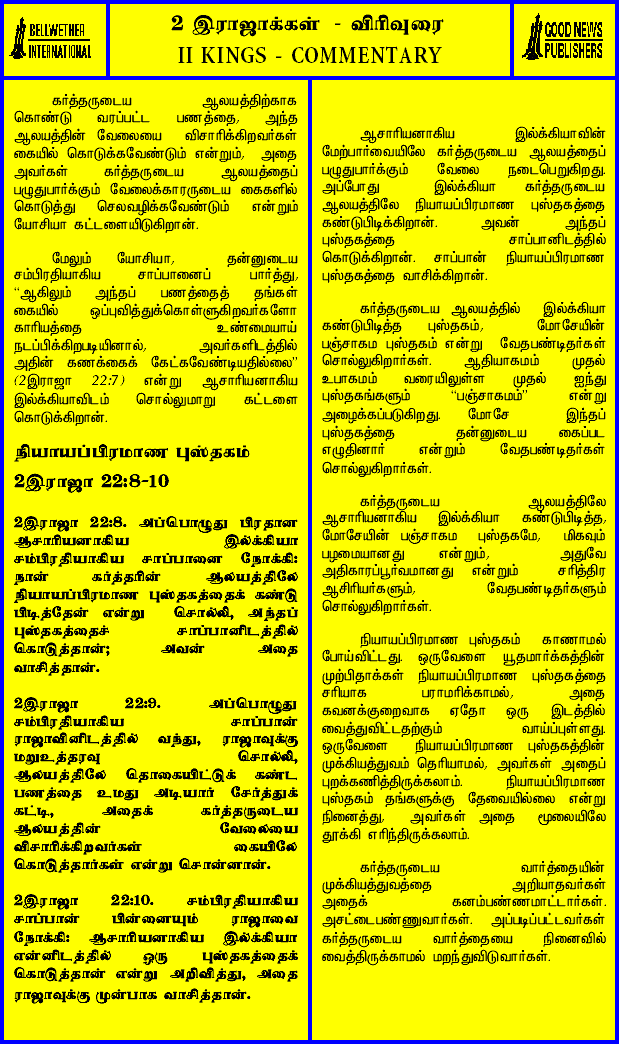 BELLWETHER
INTERNATIONAL
2 இராஜாக்கள் - விரிவுரை
II KINGS - COMMENTARY
GOOD NEWS
PUBLISHERS
கர்த்தருடைய ஆலயத்திற்காக
கொண்டு வரப்பட்ட பணத்தை, அந்த
ஆலயத்தின் வேலையை விசாரிக்கிறவர்கள்
கையில் கொடுக்கவேண்டும் என்றும், அதை
அவர்கள் கர்த்தருடைய ஆலயத்தைப்
பழுதுபார்க்கும் வேலைக்காரருடைய கைகளில்
கொடுத்து செலவழிக்கவேண்டும் என்றும்
யோசியா கட்டளையிடுகிறான்.
மேலும் யோசியா, தன்னுடைய
சம்பிரதியாகிய சாப்பானைப் பார்த்து,
“ஆகிலும் அந்தப் பணத்தைத் தங்கள்
கையில் ஒப்புவித்துக்கொள்ளுகிறவர்களோ
காரியத்தை உண்மையாய்
நடப்பிக்கிறபடியினால், அவர்களிடத்தில்
அதின் கணக்கைக் கேட்கவேண்டியதில்லை”
(2இராஜா 22:7) என்று ஆசாரியனாகிய
இல்க்கியாவிடம் சொல்லுமாறு கட்டளை
கொடுக்கிறான்.
நியாயப்பிரமாண புஸ்தகம்
2இராஜா 22:8-10
2இராஜா 22:8. அப்பொழுது பிரதான
ஆசாரியனாகிய இல்க்கியா
சம்பிரதியாகிய சாப்பானை நோக்கி:
நான் கர்த்தரின் ஆலயத்திலே
நியாயப்பிரமாண புஸ்தகத்தைக் கண்டு
பிடித்தேன் என்று சொல்லி, அந்தப்
புஸ்தகத்தைச் சாப்பானிடத்தில்
கொடுத்தான்; அவன் அதை
வாசித்தான்.
2இராஜா 22:9. அப்பொழுது
சம்பிரதியாகிய சாப்பான்
ராஜாவினிடத்தில் வந்து, ராஜாவுக்கு
மறுஉத்தரவு சொல்லி,
ஆலயத்திலே தொகையிட்டுக் கண்ட
பணத்தை உமது அடியார் சேர்த்துக்
கட்டி, அதைக் கர்த்தருடைய
ஆலயத்தின் வேலையை
விசாரிக்கிறவர்கள் கையிலே
கொடுத்தார்கள் என்று சொன்னான்.
2இராஜா 22:10. சம்பிரதியாகிய
சாப்பான் பின்னையும் ராஜாவை
நோக்கி: ஆசாரியனாகிய இல்க்கியா
என்னிடத்தில் ஒரு புஸ்தகத்தைக்
கொடுத்தான் என்று அறிவித்து, அதை
ராஜாவுக்கு முன்பாக வாசித்தான்.
ஆசாரியனாகிய இல்க்கியாவின்
மேற்பார்வையிலே கர்த்தருடைய ஆலயத்தைப்
பழுதுபார்க்கும் வேலை நடைபெறுகிறது.
அப்போது இல்க்கியா கர்த்தருடைய
ஆலயத்திலே நியாயப்பிரமாண புஸ்தகத்தை
கண்டுபிடிக்கிறான். அவன் அந்தப்
புஸ்தகத்தை சாப்பானிடத்தில்
கொடுக்கிறான். சாப்பான் நியாயப்பிரமாண
புஸ்தகத்தை வாசிக்கிறான்.
கர்த்தருடைய ஆலயத்தில் இல்க்கியா
கண்டுபிடித்த புஸ்தகம், மோசேயின்
பஞ்சாகம புஸ்தகம் என்று வேதபண்டிதர்கள்
சொல்லுகிறார்கள். ஆதியாகமம் முதல்
உபாகமம் வரையிலுள்ள முதல் ஐந்து
புஸ்தகங்களும் “பஞ்சாகமம்” என்று
அழைக்கப்படுகிறது. மோசே இந்தப்
புஸ்தகத்தை தன்னுடைய கைப்பட
எழுதினார் என்றும் வேதபண்டிதர்கள்
சொல்லுகிறார்கள்.
கர்த்தருடைய ஆலயத்திலே
ஆசாரியனாகிய இல்க்கியா கண்டுபிடித்த,
மோசேயின் பஞ்சாகம புஸ்தகமே, மிகவும்
பழமையானது என்றும், அதுவே
அதிகாரப்பூர்வமானது என்றும் சரித்திர
ஆசிரியர்களும், வேதபண்டிதர்களும்
சொல்லுகிறார்கள்.
நியாயப்பிரமாண புஸ்தகம் காணாமல்
போய்விட்டது. ஒருவேளை யூதமார்க்கத்தின்
முற்பிதாக்கள் நியாயப்பிரமாண புஸ்தகத்தை
சரியாக பராமரிக்காமல், அதை
கவனக்குறைவாக ஏதோ ஒரு இடத்தில்
வைத்துவிட்டதற்கும் வாய்ப்புள்ளது.
ஒருவேளை நியாயப்பிரமாண புஸ்தகத்தின்
முக்கியத்துவம் தெரியாமல், அவர்கள் அதைப்
புறக்கணித்திருக்கலாம். நியாயப்பிரமாண
புஸ்தகம் தங்களுக்கு தேவையில்லை என்று
நினைத்து, அவர்கள் அதை மூலையிலே
தூக்கி எரிந்திருக்கலாம்.
கர்த்தருடைய வார்த்தையின்
முக்கியத்துவத்தை அறியாதவர்கள்
அதைக் கனம்பண்ணமாட்டார்கள்.
அசட்டைபண்ணுவார்கள். அப்படிப்பட்டவர்கள்
கர்த்தருடைய வார்த்தையை நினைவில்
வைத்திருக்காமல் மறந்துவிடுவார்கள்.